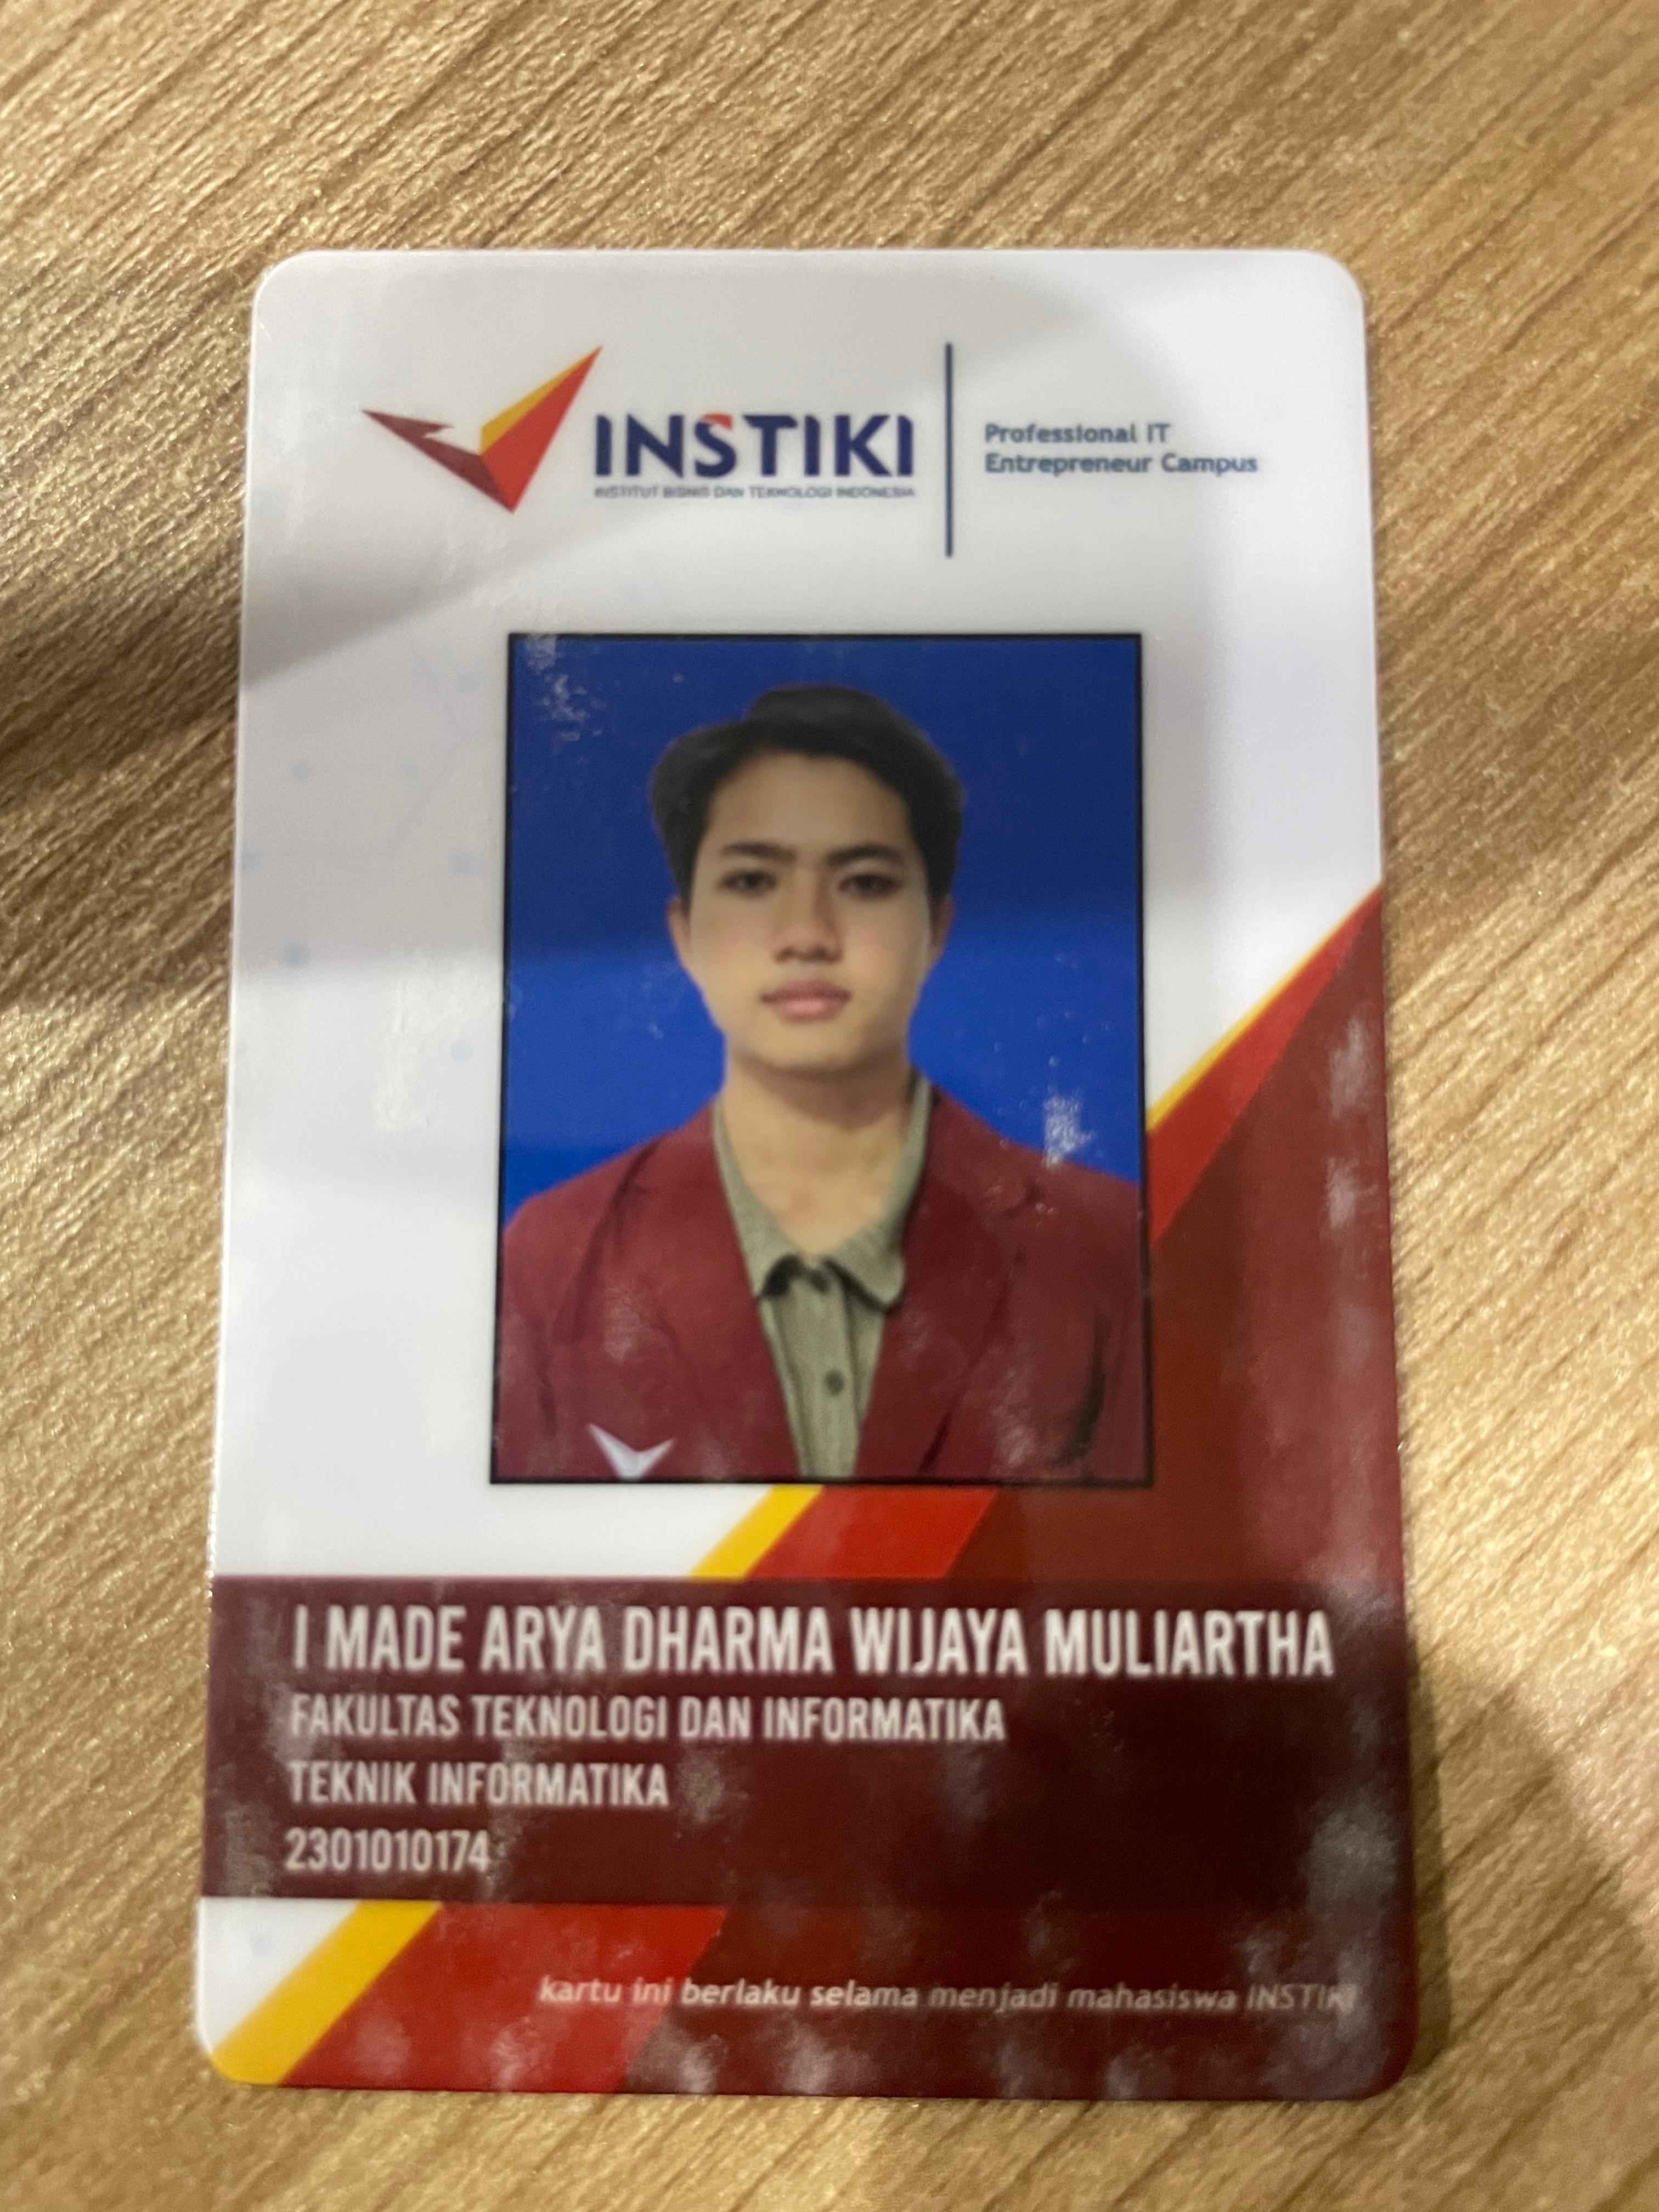 INSTIKI
INSTITUT BISNIS DAN TEKNOLOGI INDONESIA
Professional IT
Entrepreneur Campus
I MADE ARYA DHARMA WIJAYA MULIARTHA
FAKULTAS TEKNOLOGI DAN INFORMATIKA
TEKNIK INFORMATIKA
2301010174
kartu ini berlaku selama menjadi mahasiswa INSTIKI